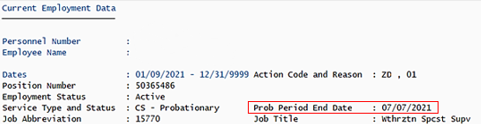 Current Employment Data
Personnel Number :
Employee Name :
Dates : 01/09/2021 - 12/31/9999 Action Code and Reason : ZD , 01
Position Number : 50365486
Employment Status : Active
Service Type and Status : CS - Probationary Prob Period End Date : 07/07/2021
Job Abbreviation : 15770 Job Title : Wthrztn Spcst Supv